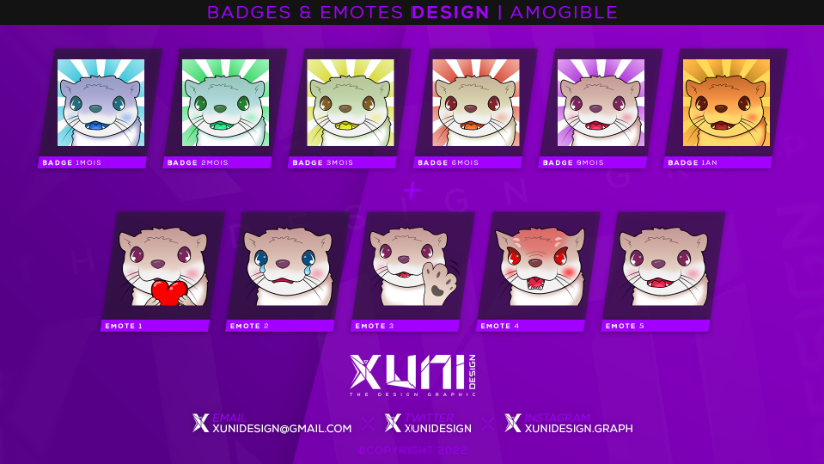 BADGES & EMOTES DESIGN | AMOGIBLE
BADGE 1MOIS
BADGE 2MOIS
BADGE 3MOIS
BADGE 6MOIS
BADGE 9MOIS
BADGE 1AN
EMOTE 1
EMOTE 2
EMOTE 3
EMOTE 4
EMOTE 5
XUNI DESIGN
THE DESIGN GRAPHIC
EMAIL
XUNIDESIGN@GMAIL.COM
TWITTER
XUNIDESIGN
INSTAGRAM
XUNIDESIGN.GRAPH
©COPYRIGHT 2022